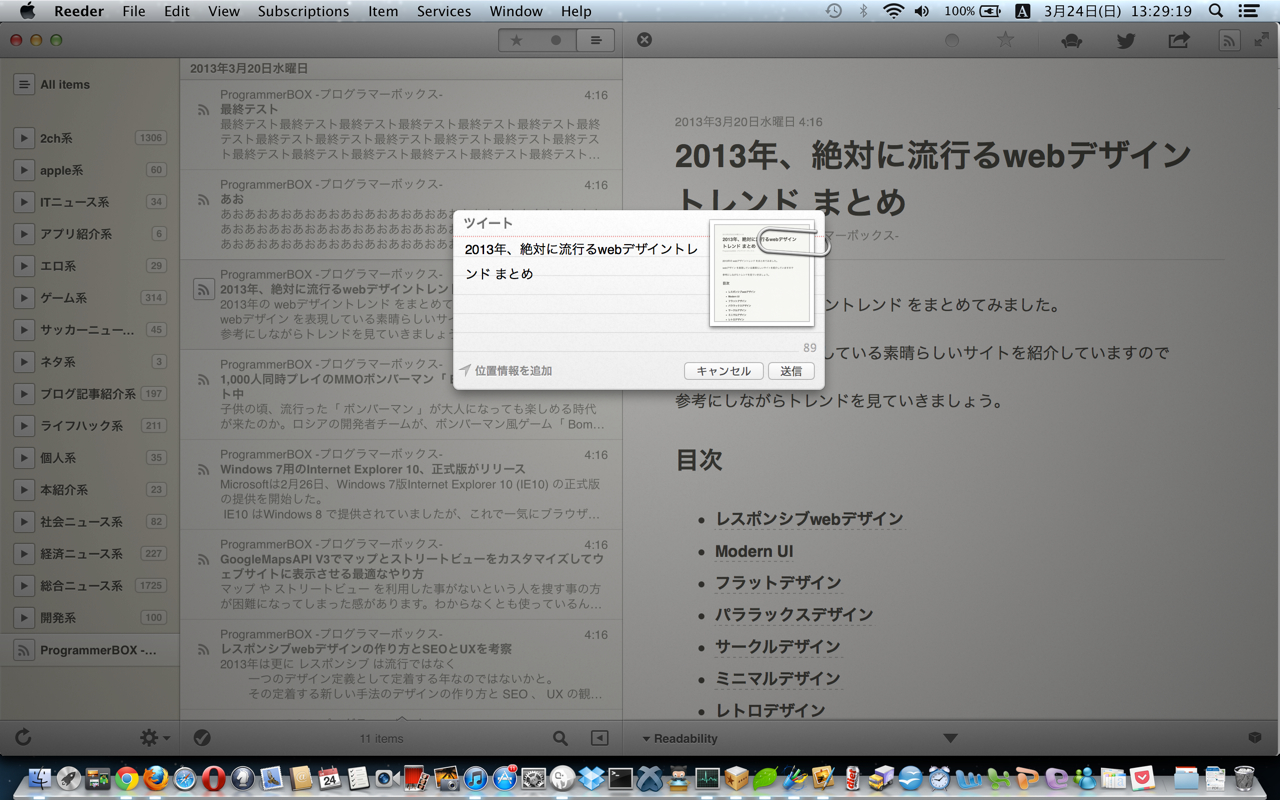 Reeder File Edit View Subscriptions Item Services Window Help 100% A 3月24日(日) 13:29:19
All items
2ch系 1306
apple系 60
ITニュース系 34
アプリ紹介系 6
エロ系 29
ゲーム系 314
サッカーニュー... 45
ネタ系 3
ブログ記事紹介系 197
ライフハック系 211
個人系 35
本紹介系 23
社会ニュース系 82
経済ニュース系 227
総合ニュース系 1725
開発系 100
ProgrammerBOX -...
2013年3月20日水曜日
ProgrammerBOX -プログラマーボックス- 4:16
最終テスト
最終テスト最終テスト最終テスト最終テスト最終テスト最終テスト最終
テスト最終テスト最終テスト最終テスト最終テスト最終テスト最終テス
ト最終テスト最終テスト最終テスト最終テスト最終テスト最終テスト…
ProgrammerBOX -プログラマーボックス- 4:16
あお
あおあおあおあおあおあおあおあおあお
あおあおあおあおあおあおあおあおあお
あおあおあおあおあおあおあおあおあお
ProgrammerBOX -プログラマーボックス-
2013年、絶対に流行るwebデザイントレン
2013年の webデザイントレンド をまとめて
webデザイン を表現している素晴らしいサイ
参考にしながらトレンドを見ていきましょ
ProgrammerBOX -プログラマーボックス-
1,000人同時プレイのMMOボンバーマン「
ト中
子供の頃、流行った「 ボンバーマン 」が大人になっても楽しめる時代
が来たのか。ロシアの開発者チームが、ボンバーマン風ゲーム「 Bom…
ProgrammerBOX -プログラマーボックス- 4:16
Windows 7用のInternet Explorer 10、正式版がリリース
Microsoftは2月26日、Windows 7版Internet Explorer 10 (IE10) の正式版
の提供を開始した。
IE10 はWindows 8 で提供されていましたが、これで一気にブラウザ…
ProgrammerBOX -プログラマーボックス- 4:16
GoogleMapsAPI V3でマップとストリートビューをカスタマイズしてウ
ェブサイトに表示させる最適なやり方
マップ や ストリートビュー を利用した事がないという人を捜す事の方
が困難になってしまった感があります。わからなくとも使っているん…
ProgrammerBOX -プログラマーボックス- 4:16
レスポンシブwebデザインの作り方とSEOとUXを考察
2013年は更に レスポンシブ は流行ではなく
一つのデザイン定義として定着する年なのではないかと。
その定着する新しい手法のデザインの作り方と SEO 、 UX の観…
11 items
2013年3月20日水曜日 4:16
2013年、絶対に流行るwebデザイン
トレンド まとめ
マーボックス-
ントレンド をまとめてみました。
している素晴らしいサイトを紹介していますので
参考にしながらトレンドを見ていきましょう。
目次
レスポンシブwebデザイン
Modern UI
フラットデザイン
パララックスデザイン
サークルデザイン
ミニマルデザイン
レトロデザイン
Readability
ツイート
2013年、絶対に流行るwebデザイントレ
ンド まとめ
89
位置情報を追加
キャンセル 送信